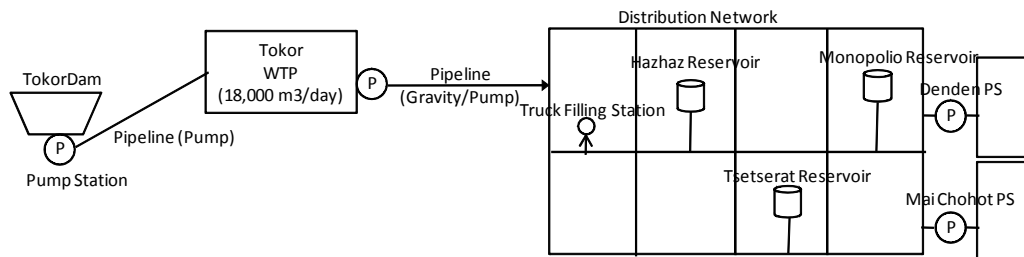 Distribution Network
Tokor
WTP
(18,000 m3/day)
TokorDam
P
Pipeline (Pump)
Pump Station
P
Pipeline
(Gravity/Pump)
Truck Filling Station
Hazhaz Reservoir
Monopolio Reservoir
Tsetserat Reservoir
Denden PS
P
Mai Chohot PS
P